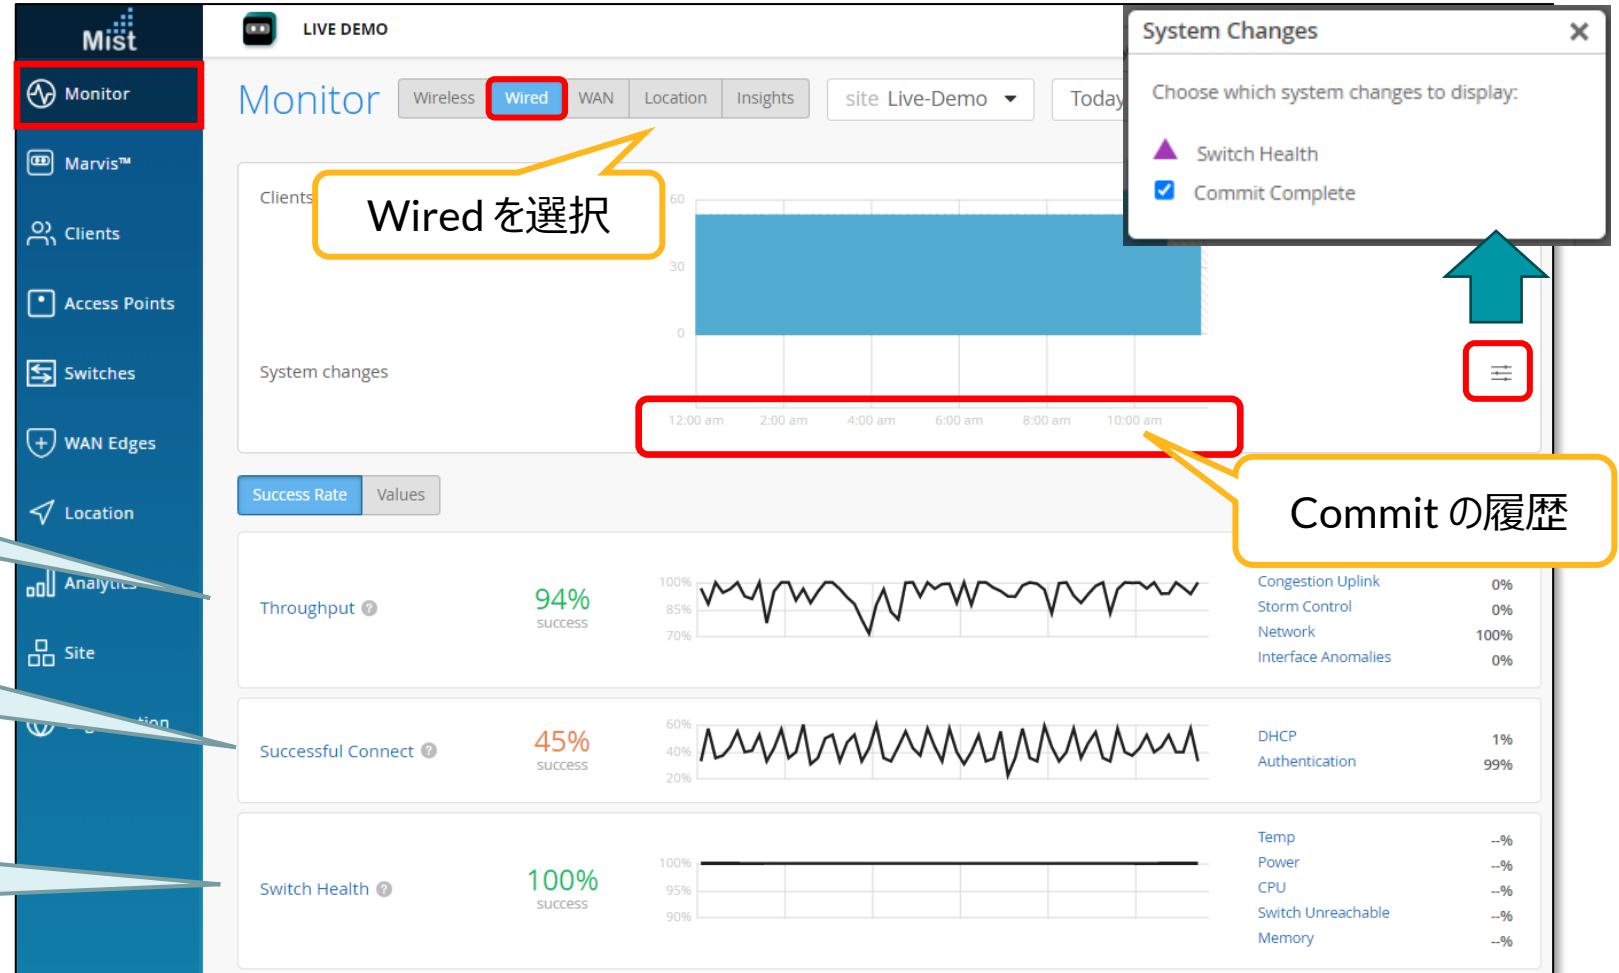 Mist
LIVE DEMO
System Changes
Choose which system changes to display:
Switch Health
Commit Complete
Monitor
Marvis™
Clients
Access Points
Switches
WAN Edges
Location
Analytics
Site
tion
Monitor
Wireless
Wired
WAN
Location
Insights
site Live-Demo
Today
Wiredを選択
Clients
60
30
0
System changes
12:00 am
2:00 am
4:00 am
6:00 am
8:00 am
10:00 am
Commit の履歴
Success Rate
Values
Throughput
94%
success
100%
85%
70%
Congestion Uplink 0%
Storm Control 0%
Network 100%
Interface Anomalies 0%
Successful Connect
45%
success
60%
40%
20%
DHCP 1%
Authentication 99%
Switch Health
100%
success
100%
95%
90%
Temp --%
Power --%
CPU --%
Switch Unreachable --%
Memory --%